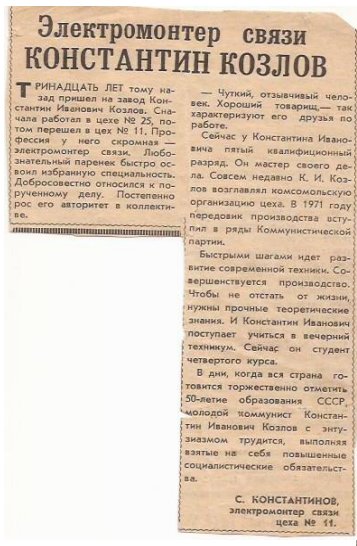 Электромонтер связи
КОНСТАНТИН КОЗЛОВ
ТРИНАДЦАТЬ ЛЕТ тому на-
зад пришел на завод Кон-
стантин Иванович Козлов. Сна-
чала работал в цехе № 25, по-
том перешел в цех № 11. Про-
фессия у него скромная —
электромонтер связи. Любо-
знательный паренек быстро ос-
воил избранную специальность.
Добросовестно относился к по-
рученному делу. Постепенно
рос его авторитет в коллекти-
ве.
— Чуткий, отзывчивый чело-
век. Хороший товарищ,— так
характеризуют его друзья по
работе.
Сейчас у Константина Ивано-
вича пятый квалификационный
разряд. Он мастер своего де-
ла. Совсем недавно К. И. Коз-
лов возглавлял комсомольскую
организацию цеха. В 1971 году
передовик производства всту-
пил в ряды Коммунистической
партии.
Быстрыми шагами идет раз-
витие современной техники. Со-
вершенствуется производство.
Чтобы не отстать от жизни,
нужны прочные теоретические
знания. И Константин Иванович
поступает учиться в вечерний
техникум. Сейчас он студент
четвертого курса.
В дни, когда вся страна го-
товится торжественно отметить
50-летие образования СССР,
молодой коммунист Констан-
тин Иванович Козлов с энту-
зиазмом трудится, выполняя
взятые на себя повышенные
социалистические обязательст-
ва.
С. КОНСТАНТИНОВ,
электромонтер связи
цеха № 11.